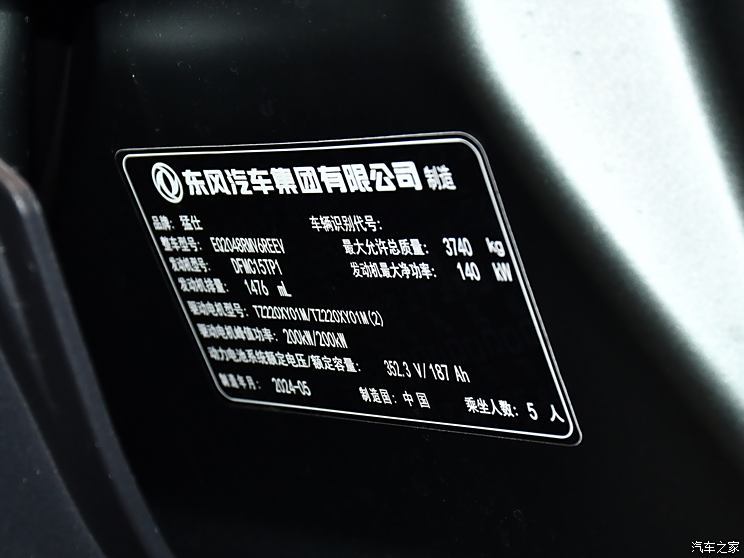 东风汽车集团有限公司 制造
品牌: 猛仕 车辆识别代号:
整车型号: EQ2048RMV6REEV 最大允许总质量: 3740 kg
发动机型号: DFMC15TP1 发动机最大净功率: 140 kW
发动机排量: 1476 mL
驱动电机型号: TZ220XY01M/TZ220XY01M(2)
驱动电机峰值功率: 200kW/200kW
动力电池系统额定电压/额定容量: 352.3 V/187 Ah
制造年月: 2024-05 制造国: 中国 乘坐人数: 5 人
汽车之家